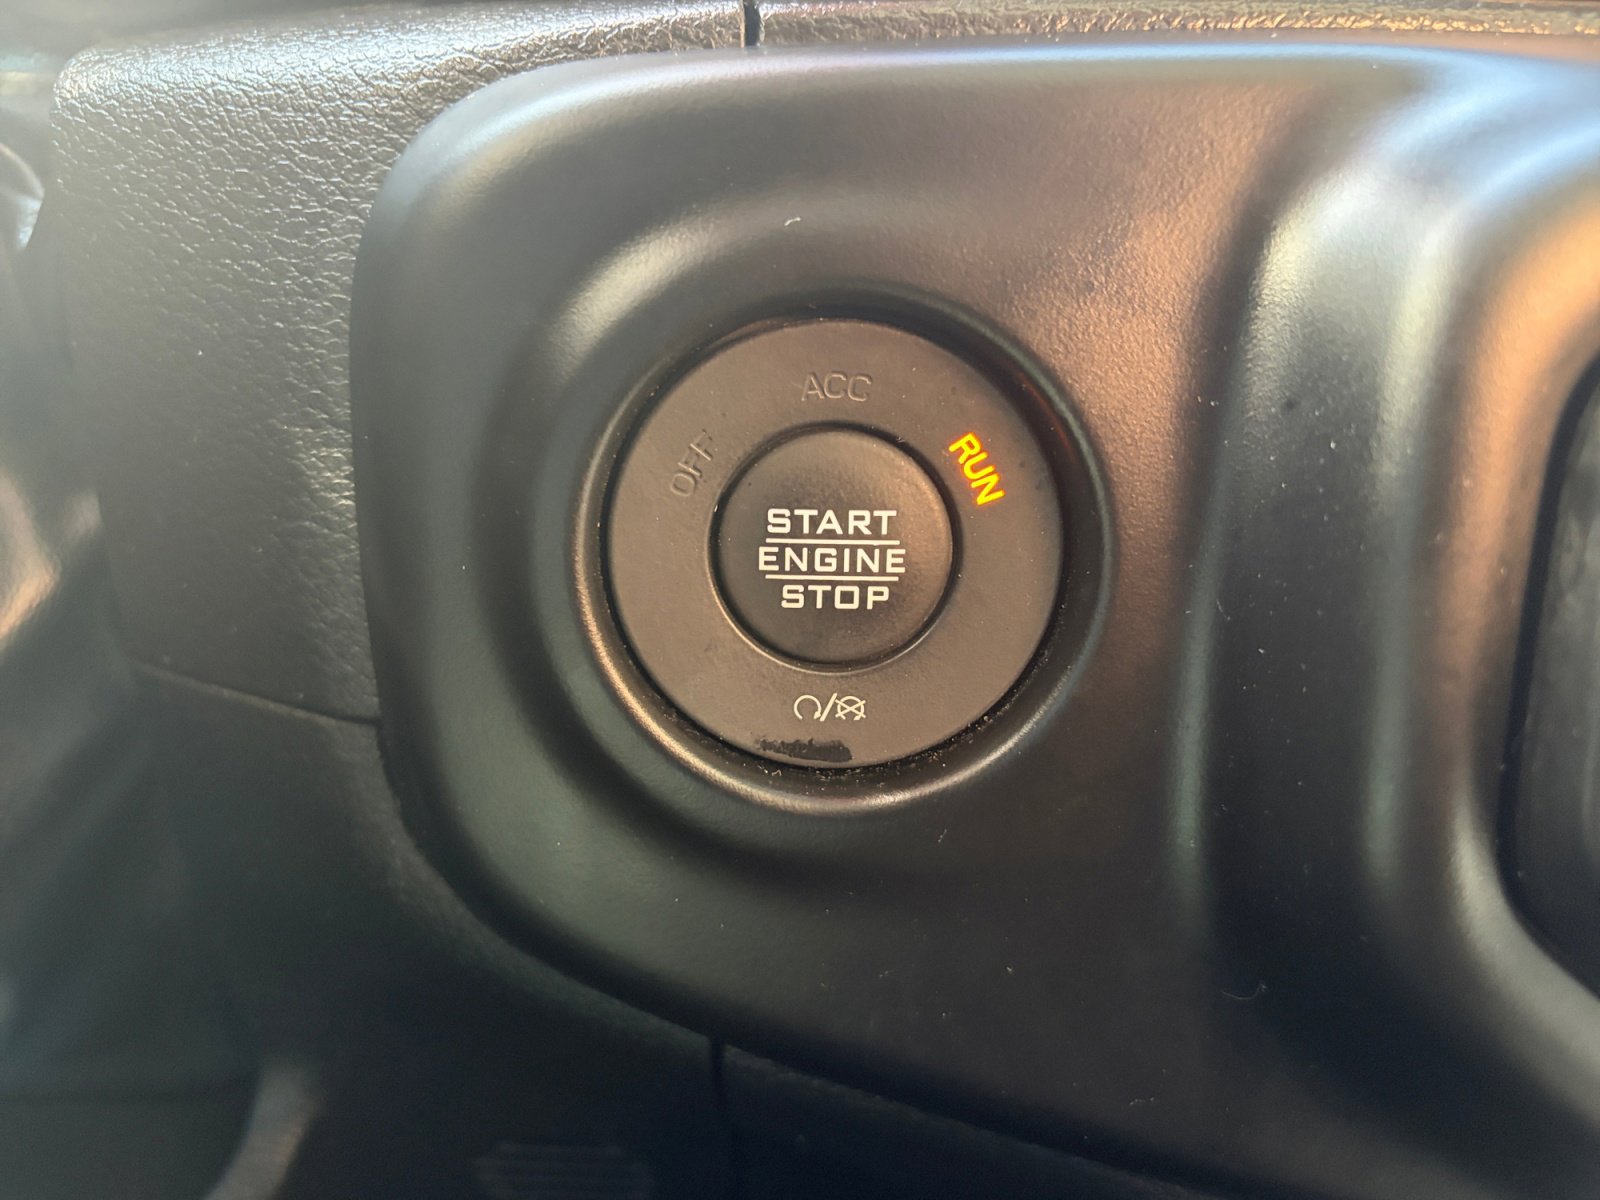 ACC
OFF
RUN
START
ENGINE
STOP